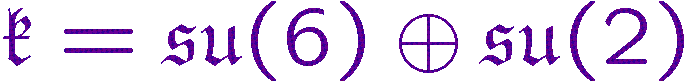 𝔨 = 𝔰𝔲(6) ⊕ 𝔰𝔲(2)